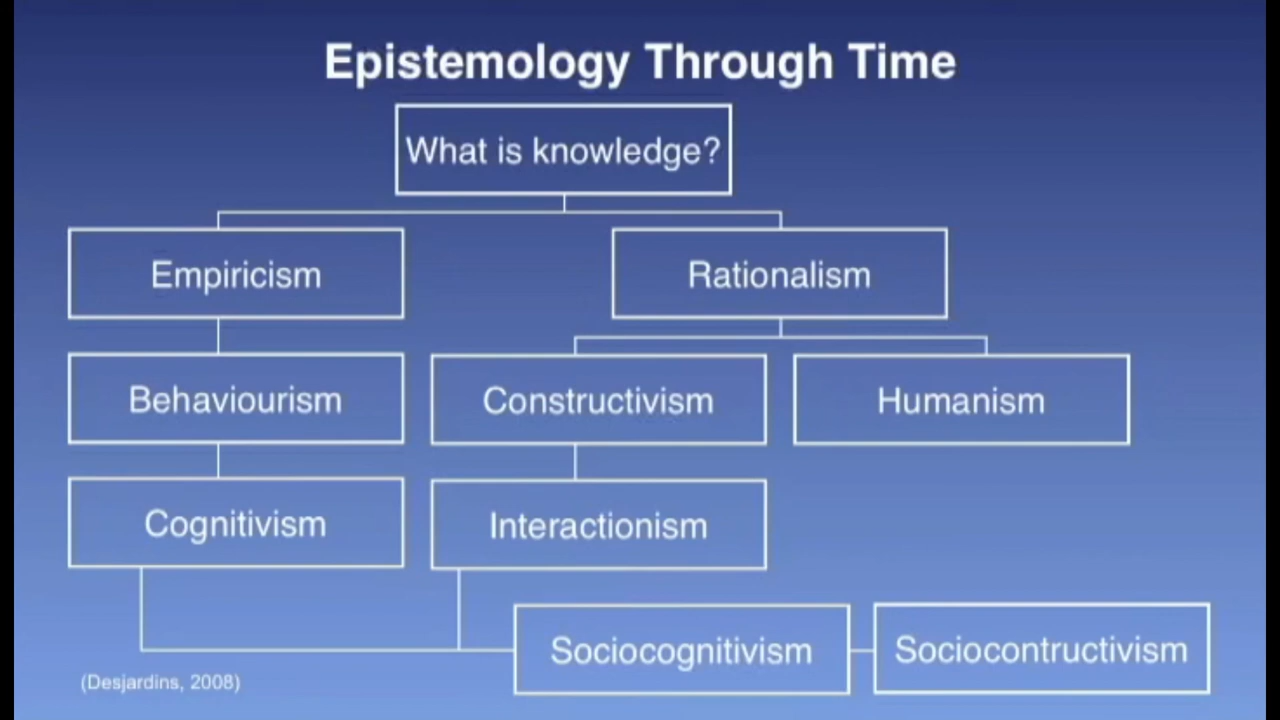 Epistemology Through Time
What is knowledge?
Empiricism
Rationalism
Behaviourism
Constructivism
Humanism
Cognitivism
Interactionism
Sociocognitivism
Sociocontructivism
(Desjardins, 2008)